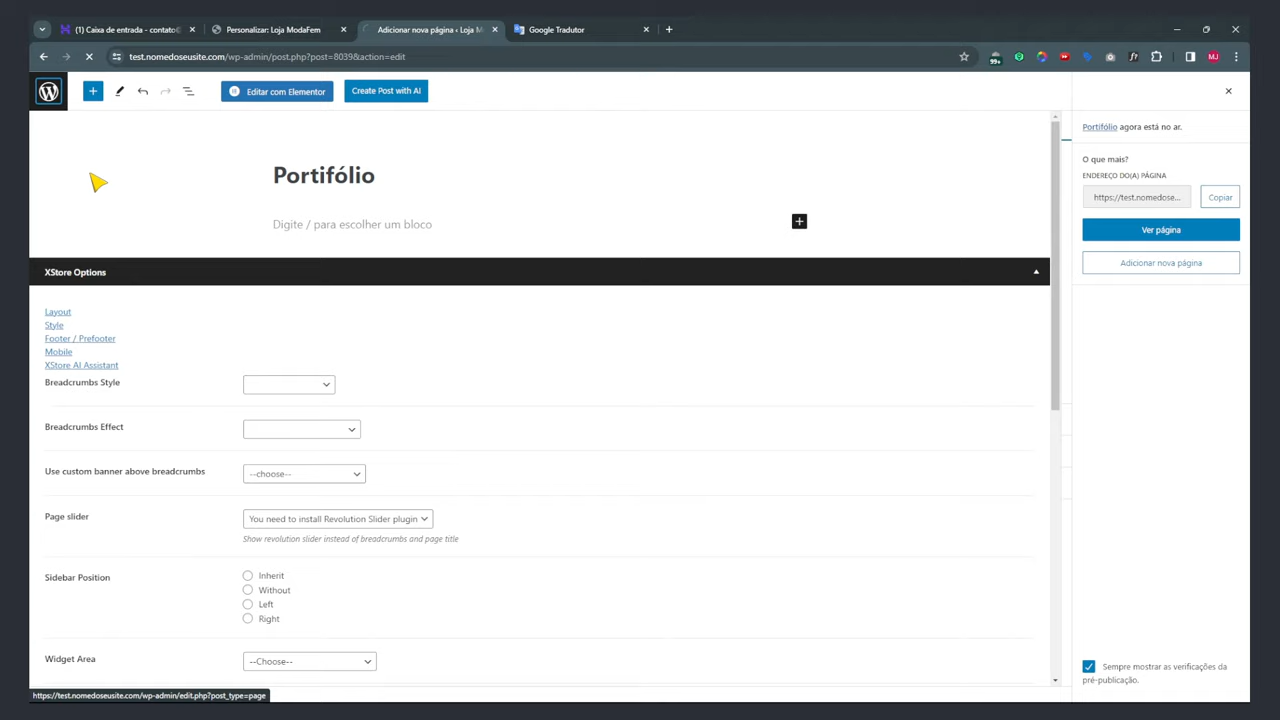 (1) Caixa de entrada - contato©
Personalizar: Loja ModaFem
Adicionar nova página ‹ Loja M
Google Tradutor
test.nomedoseusite.com/wp-admin/post.php?post=8039&action=edit
99+
MJ
Editar com Elementor
Create Post with AI
Portifólio
Digite / para escolher um bloco
XStore Options
Layout
Style
Footer / Prefooter
Mobile
XStore AI Assistant
Breadcrumbs Style
Breadcrumbs Effect
Use custom banner above breadcrumbs
--choose--
Page slider
You need to install Revolution Slider plugin
Show revolution slider instead of breadcrumbs and page title
Sidebar Position
Inherit
Without
Left
Right
Widget Area
--Choose--
https://test.nomedoseusite.com/wp-admin/edit.php?post_type=page
Portifólio agora está no ar.
O que mais?
ENDEREÇO DO(A) PÁGINA
https://test.nomedose...
Copiar
Ver página
Adicionar nova página
Sempre mostrar as verificações da
pré-publicação.